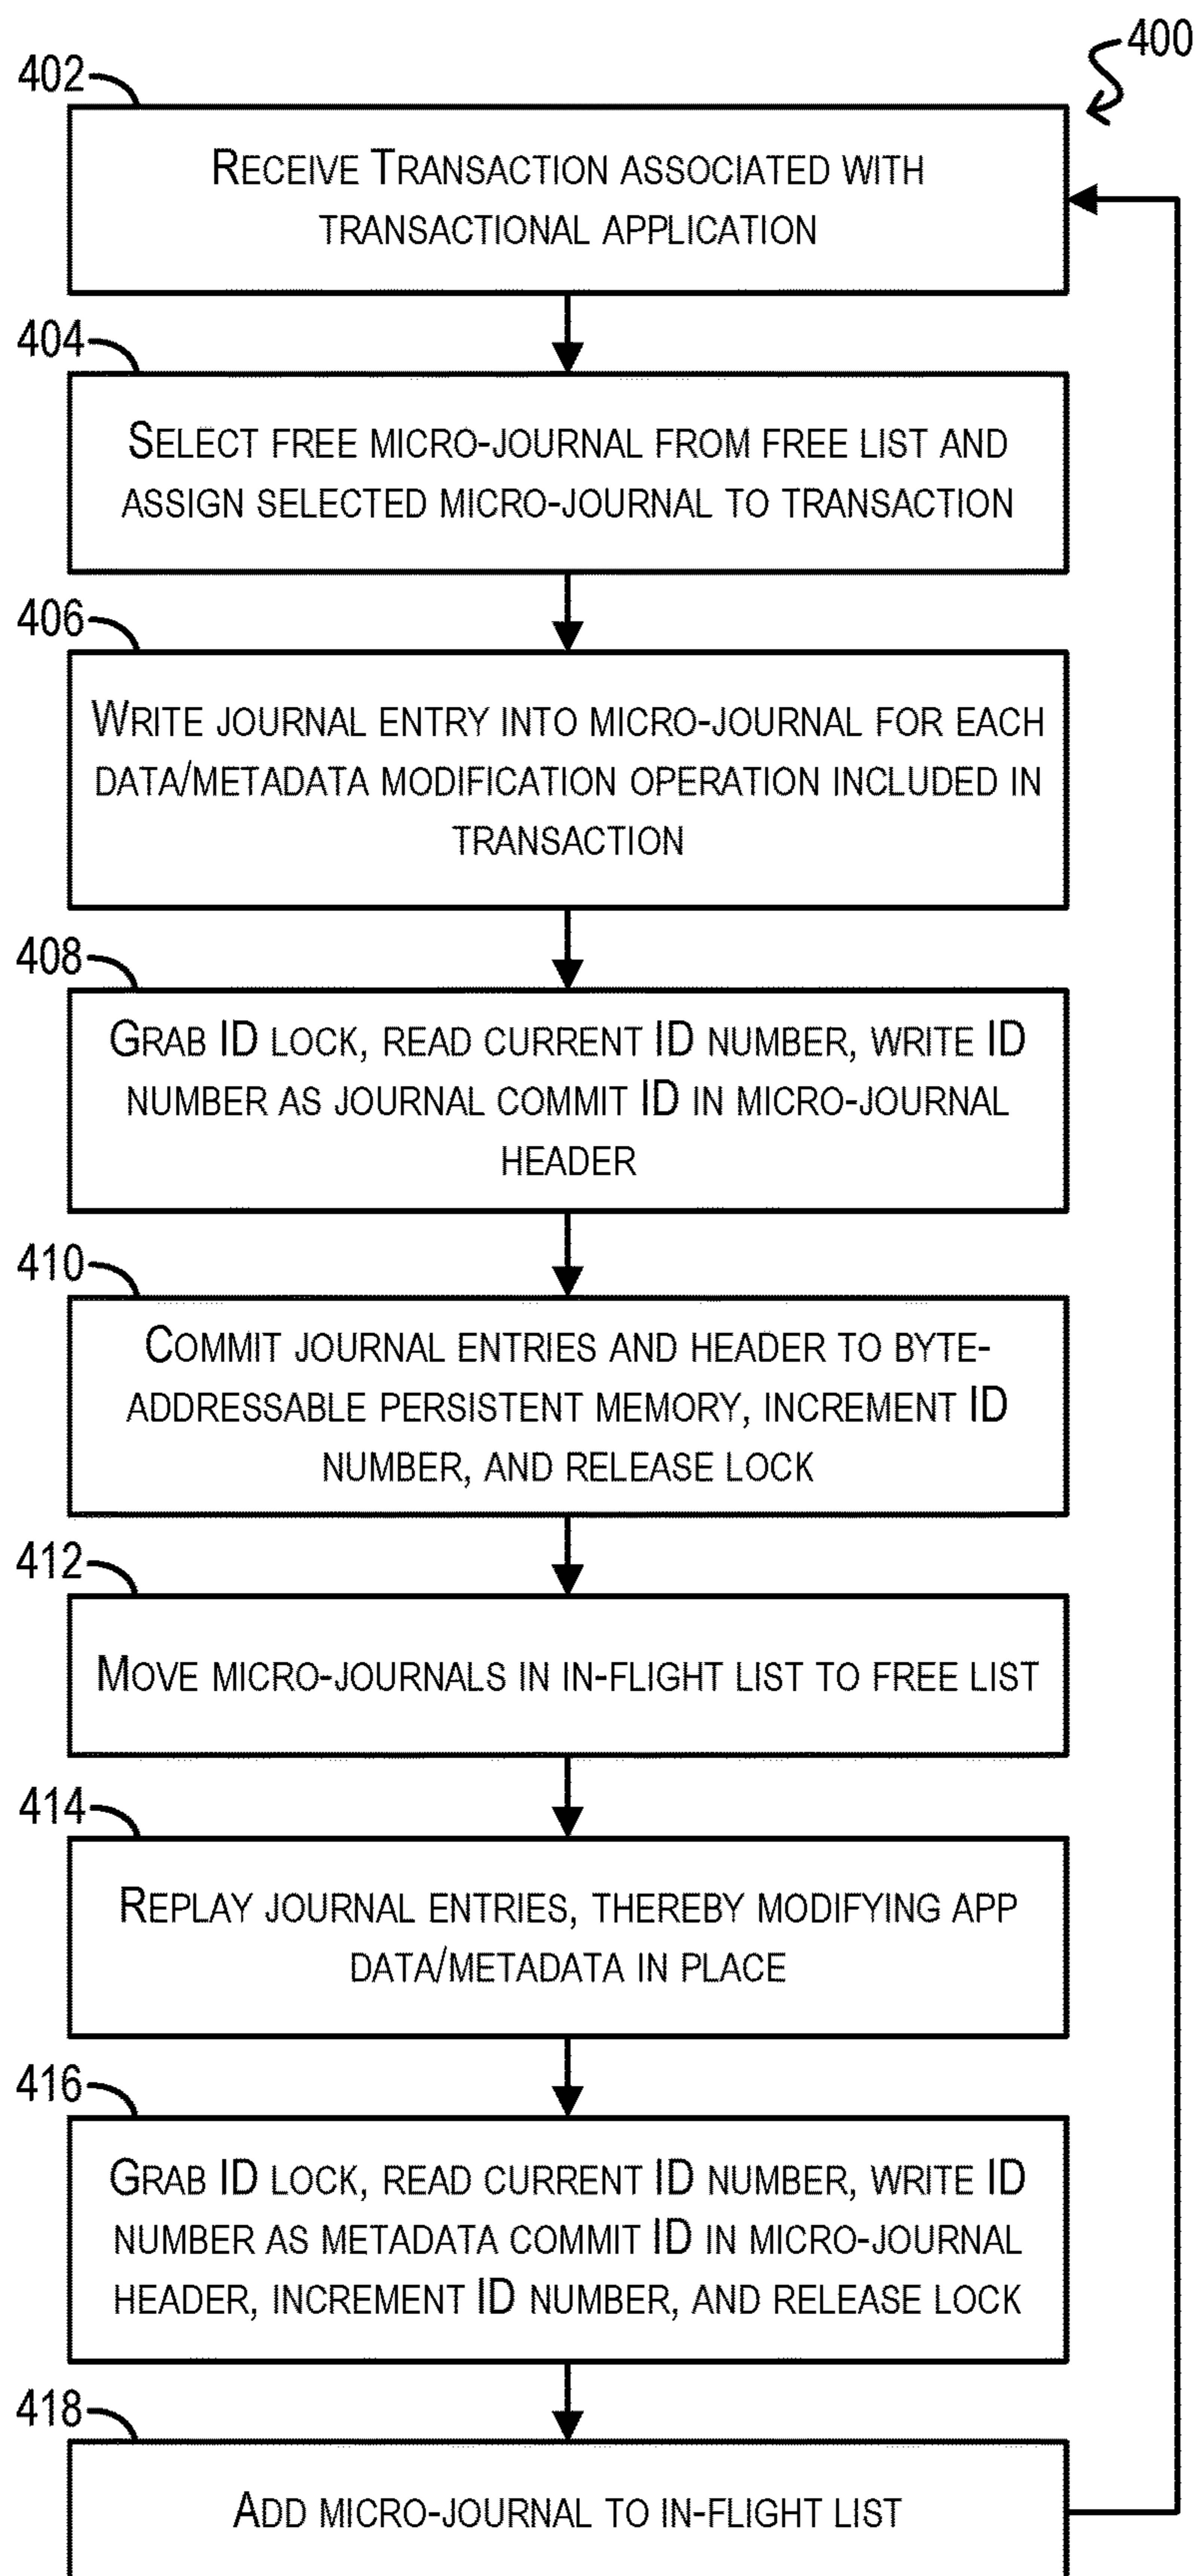 400
402
Receive Transaction associated with
transactional application
404
Select free micro-journal from free list and
assign selected micro-journal to transaction
406
Write journal entry into micro-journal for each
data/metadata modification operation included in
transaction
408
Grab ID lock, read current ID number, write ID
number as journal commit ID in micro-journal
header
410
Commit journal entries and header to byte-
addressable persistent memory, increment ID
number, and release lock
412
Move micro-journals in in-flight list to free list
414
Replay journal entries, thereby modifying app
data/metadata in place
416
Grab ID lock, read current ID number, write ID
number as metadata commit ID in micro-journal
header, increment ID number, and release lock
418
Add micro-journal to in-flight list